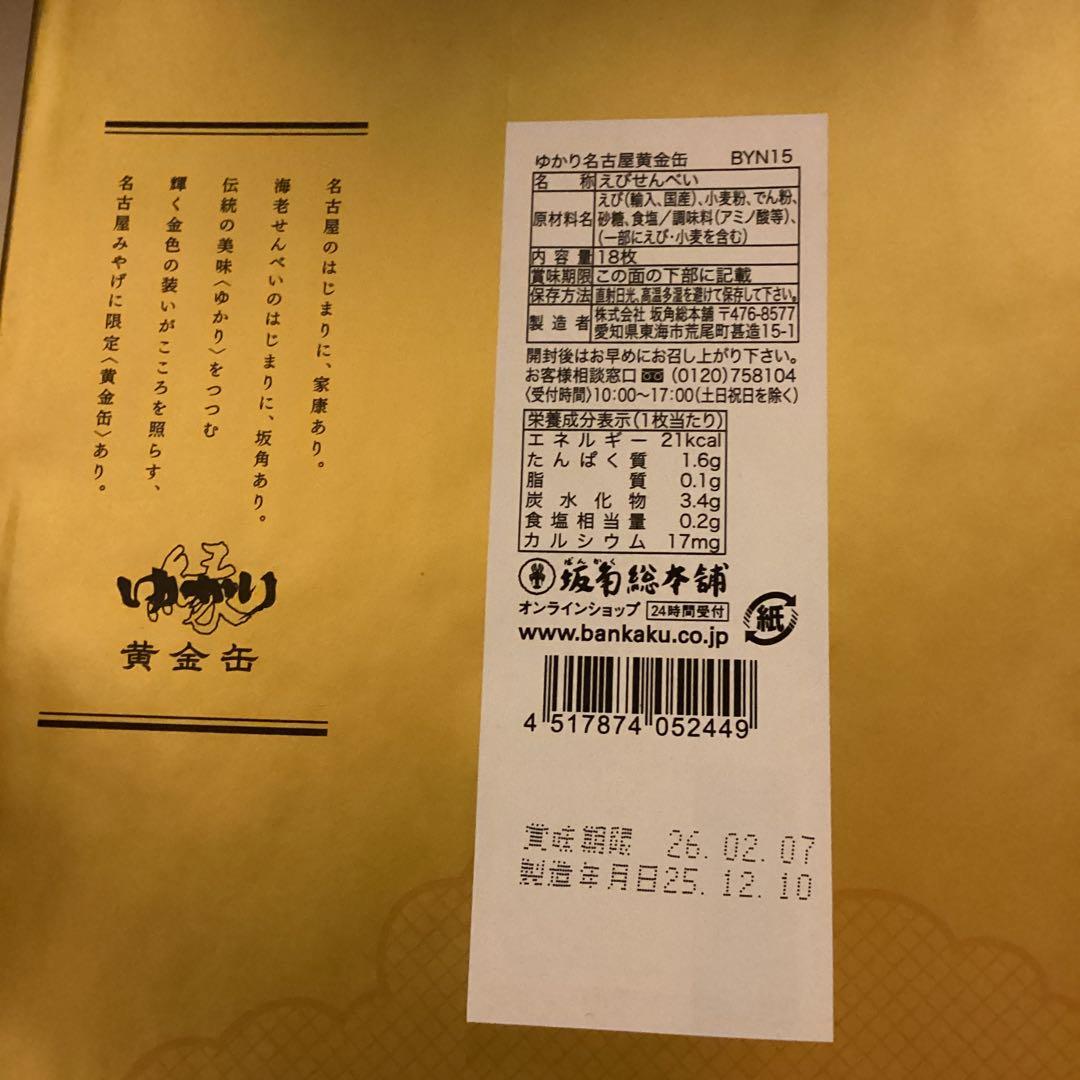 名古屋のはじまりに、家康あり。
海老せんべいのはじまりに、坂角あり。
伝統の美味〈ゆかり〉をつつむ
輝く金色の装いがこころを照らす、
名古屋みやげに限定〈黄金缶〉あり。
ゆかり
黄金缶
ゆかり名古屋黄金缶 BYN15
名称 えびせんべい
原材料名 えび(輸入、国産)、小麦粉、でん粉、
砂糖、食塩/調味料(アミノ酸等)、
(一部にえび・小麦を含む)
内容量 18枚
賞味期限 この面の下部に記載
保存方法 直射日光、高温多湿を避けて保存して下さい。
製造者 株式会社 坂角総本舖 〒476-8577
愛知県東海市荒尾町甚造15-1
開封後はお早めにお召し上がり下さい。
お客様相談窓口 (0120)758104
〈受付時間〉10:00〜17:00(土日祝日を除く)
栄養成分表示(1枚当たり)
エネルギー 21kcal
たんぱく質 1.6g
脂質 0.1g
炭水化物 3.4g
食塩相当量 0.2g
カルシウム 17mg
ばんかく
坂角総本舖
オンラインショップ 24時間受付
www.bankaku.co.jp
紙
4 517874 052449
賞味期限 26.02.07
製造年月日25.12.10